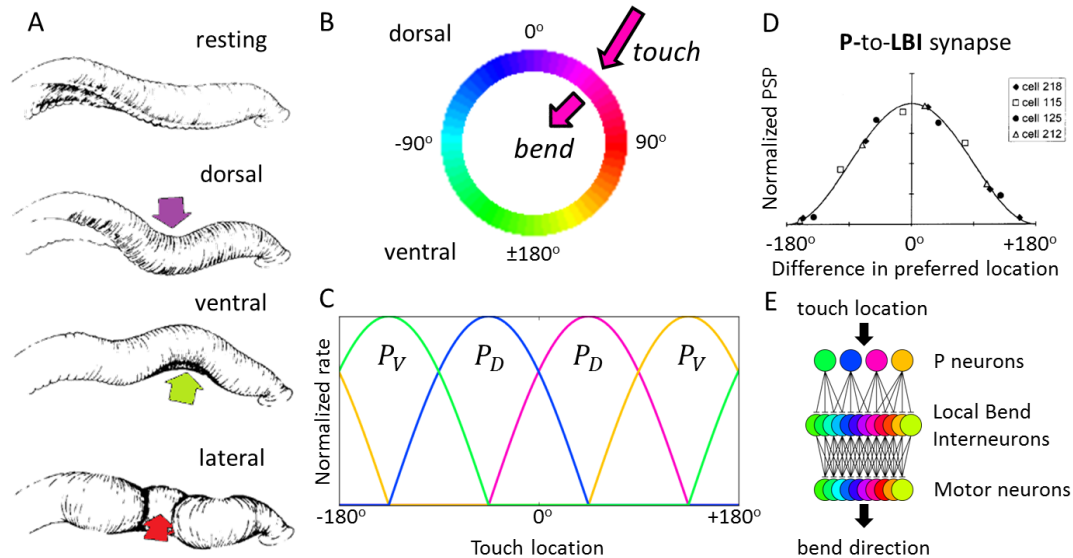 A
resting
dorsal
ventral
lateral
B
dorsal
0°
touch
-90°
bend
90°
ventral
±180°
C
Normalized rate
P_V
P_D
P_D
P_V
-180°
0°
+180°
Touch location
D
P-to-LBI synapse
Normalized PSP
cell 218
cell 115
cell 125
cell 212
-180°
0°
+180°
Difference in preferred location
E
touch location
P neurons
Local Bend
Interneurons
Motor neurons
bend direction